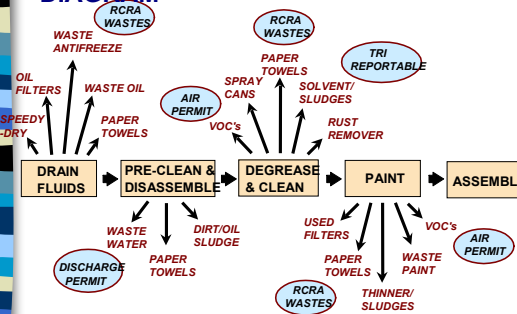 DIAGRAM
RCRA
WASTES
WASTE
ANTIFREEZE
OIL
FILTERS
WASTE OIL
SPEEDY
-DRY
PAPER
TOWELS
AIR
PERMIT
RCRA
WASTES
PAPER
TOWELS
SPRAY
CANS
SOLVENT/
SLUDGES
VOC's
RUST
REMOVER
TRI
REPORTABLE
DRAIN
FLUIDS
PRE-CLEAN &
DISASSEMBLE
DEGREASE
& CLEAN
PAINT
ASSEMBL
WASTE
WATER
PAPER
TOWELS
DIRT/OIL
SLUDGE
DISCHARGE
PERMIT
USED
FILTERS
PAPER
TOWELS
THINNER/
SLUDGES
WASTE
PAINT
VOC's
AIR
PERMIT
RCRA
WASTES